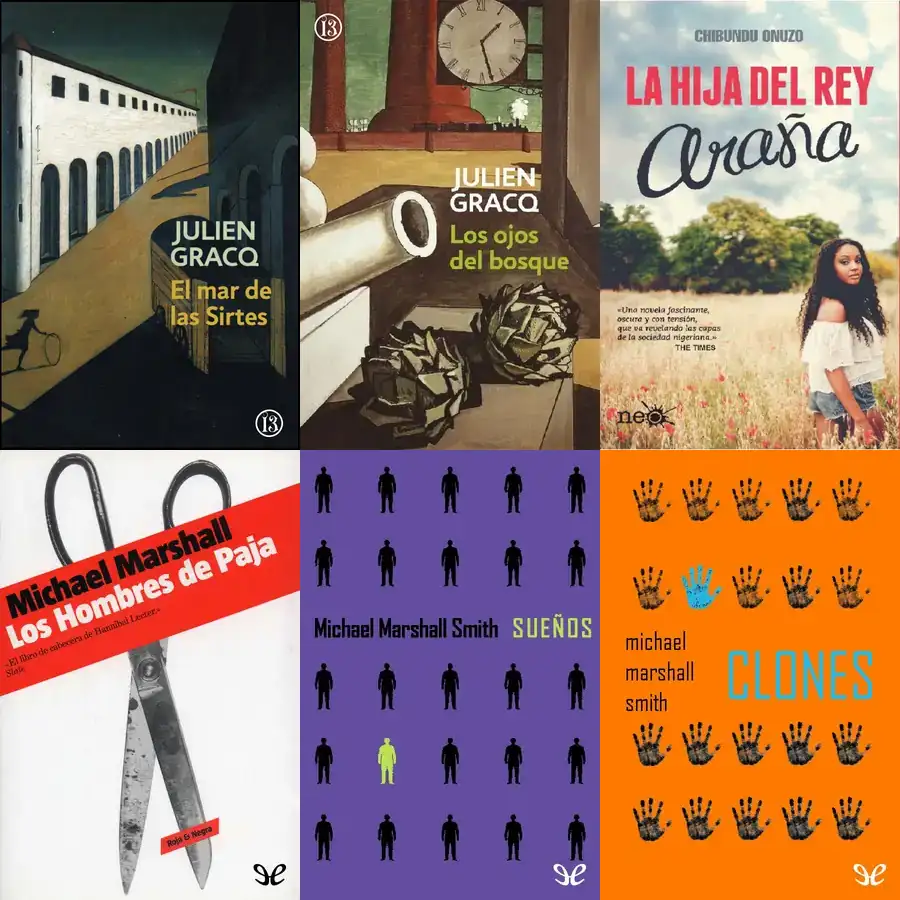 JULIEN
GRACQ
El mar de
las Sirtes
13
13
JULIEN
GRACQ
Los ojos
del bosque
CHIBUNDU ONUZO
LA HIJA DEL REY
araña
«Una novela fascinante,
oscura y con tensión,
que va revelando las capas
de la sociedad nigeriana.»
THE TIMES
neo
Michael Marshall
Los Hombres de Paja
«El libro de cabecera de Hannibal Lecter.»
Roja & Negra
Michael Marshall Smith SUEÑOS
michael
marshall
smith
CLONES